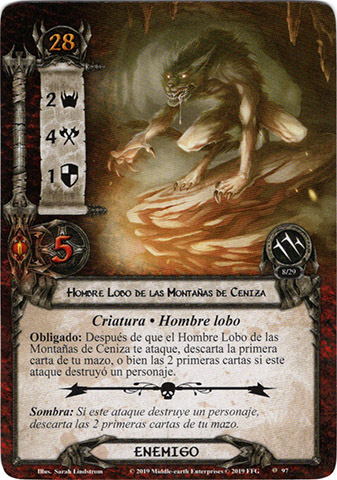 28
2
4
1
5
8/29
Hombre Lobo de las Montañas de Ceniza
Criatura • Hombre lobo
Obligado: Después de que el Hombre Lobo de las
Montañas de Ceniza te ataque, descarta la primera
carta de tu mazo, o bien las 2 primeras cartas si este
ataque destruyó un personaje.
Sombra: Si este ataque destruye un personaje,
descarta las 2 primeras cartas de tu mazo.
ENEMIGO
Illus. Sarah Lindstrom © 2019 Middle-earth Enterprises © 2019 FFG 97